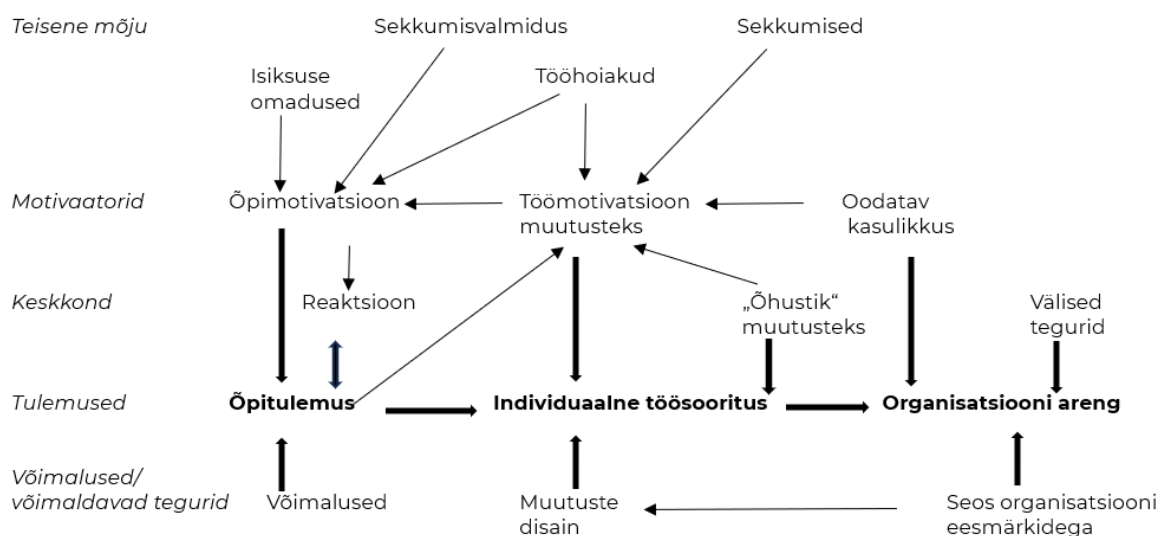 Teisene mõju
Sekkumisvalmidus
Sekkumised
Isiksuse
omadused
Tööhoiakud
Motivaatorid
Õpimotivatsioon
Töömotivatsioon
muutusteks
Oodatav
kasulikkus
Keskkond
Reaktsioon
„Õhustik“
muutusteks
Välised
tegurid
Tulemused
Õpitulemus
Individuaalne töösooritus
Organisatsiooni areng
Võimalused/
võimaldavad tegurid
Võimalused
Muutuste
disain
Seos organisatsiooni
eesmärkidega